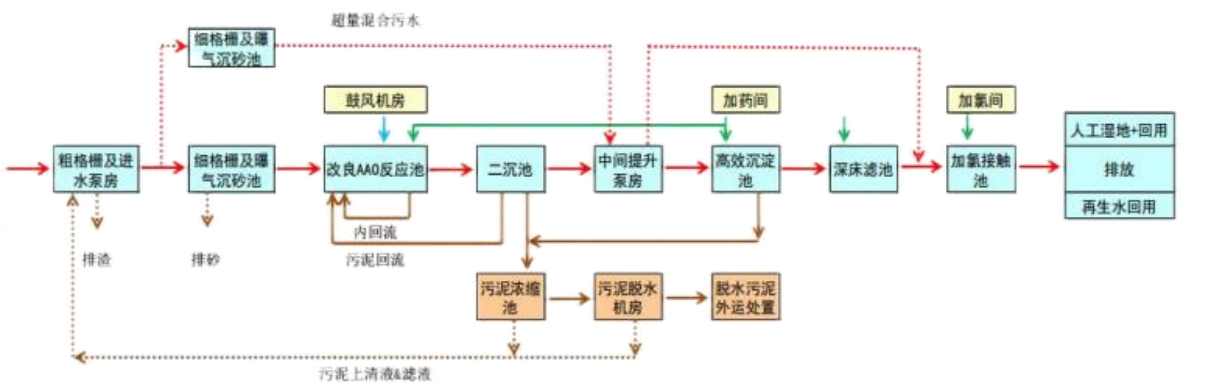 超量混合污水
细格栅及曝
气沉砂池
鼓风机房
加药间
加氯间
粗格栅及进
水泵房
细格栅及曝
气沉砂池
改良AAO反应池
二沉池
中间提升
泵房
高效沉淀
池
深床滤池
加氯接触
池
人工湿地+回用
排放
再生水回用
内回流
污泥回流
排渣
排砂
污泥浓缩
池
污泥脱水
机房
脱水污泥
外运处置
污泥上清液&滤液